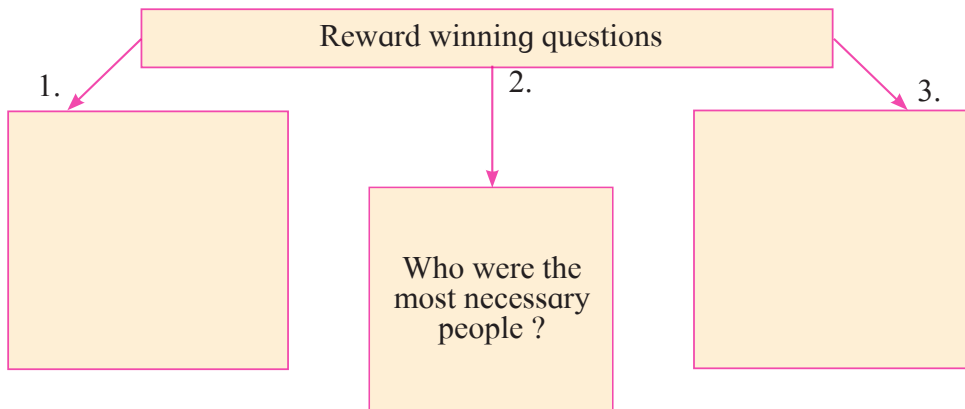 Reward winning questions
1.
2.
3.
Who were the
most necessary
people ?